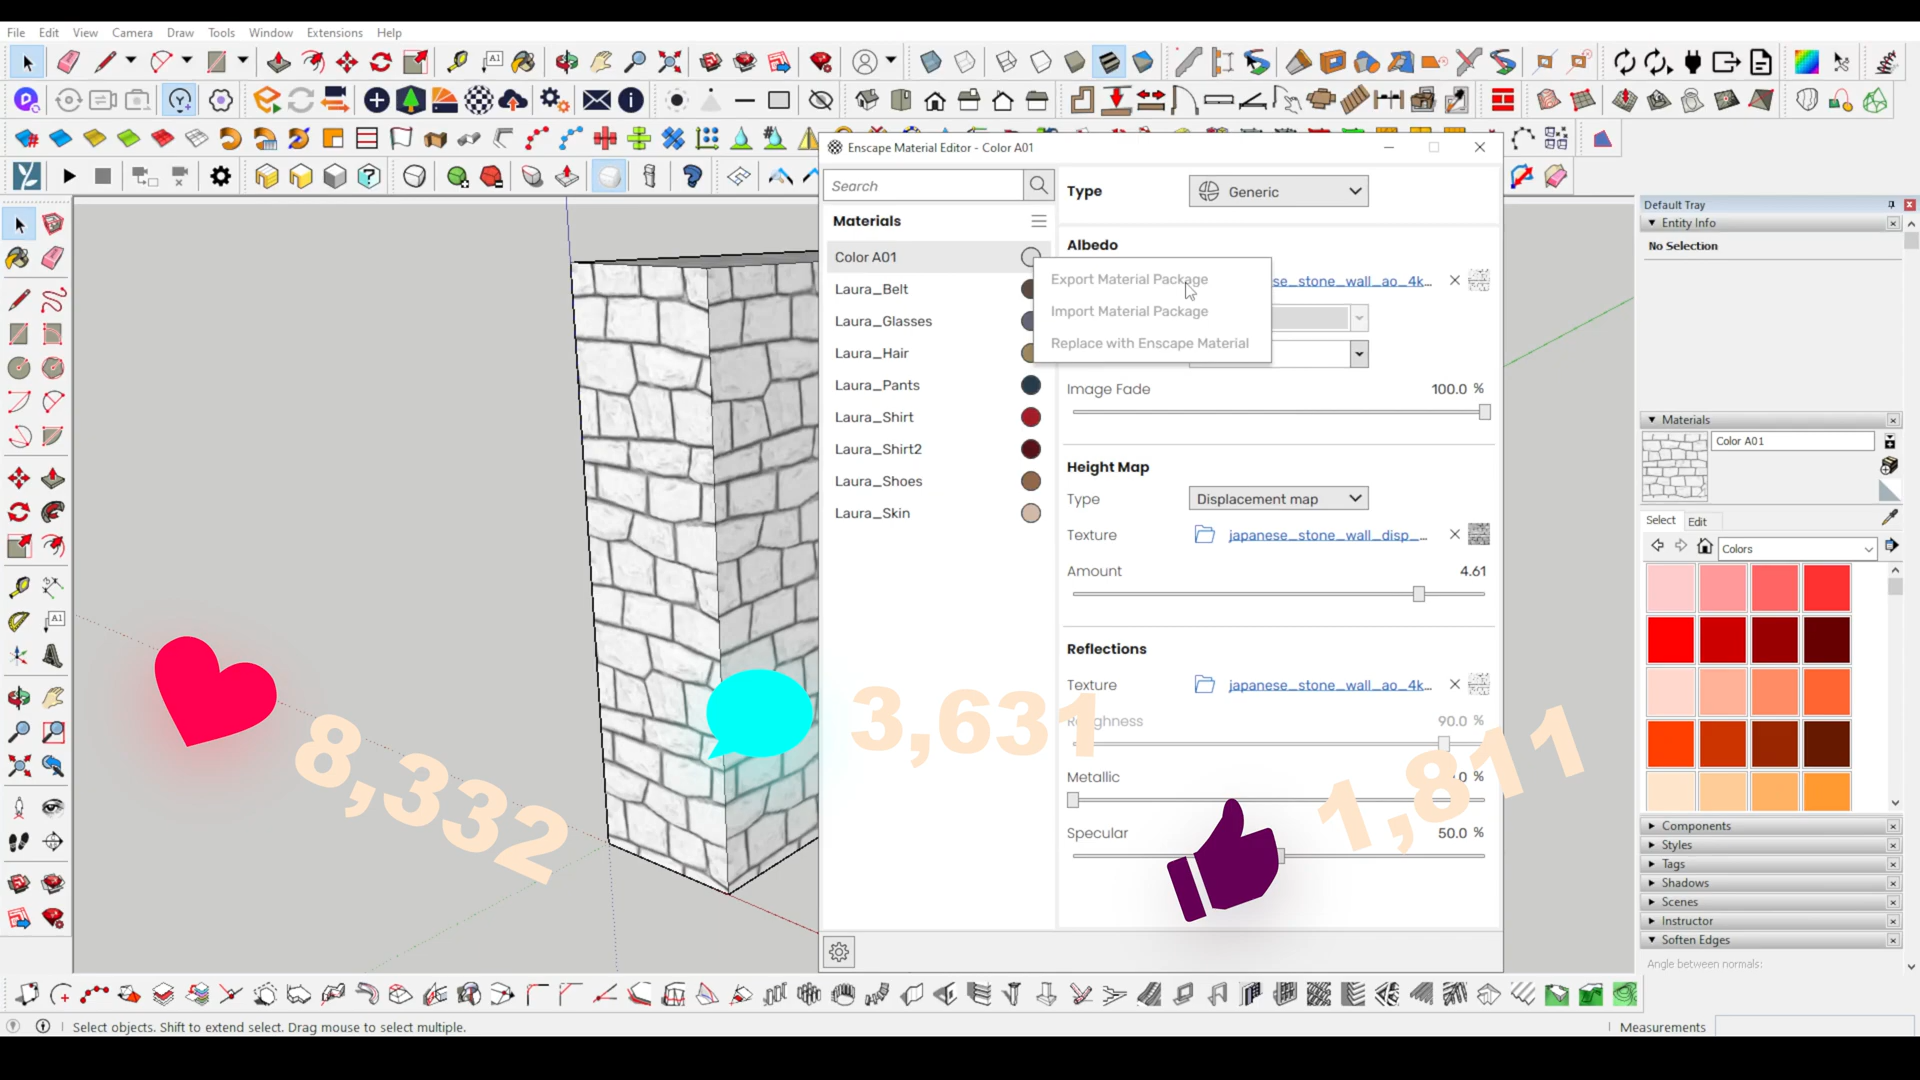 File Edit View Camera Draw Tools Window Extensions Help
A1
Enscape Material Editor - Color A01
Search
Type
Generic
Materials
Color A01
Laura_Belt
Laura_Glasses
Laura_Hair
Laura_Pants
Laura_Shirt
Laura_Shirt2
Laura_Shoes
Laura_Skin
Albedo
se_stone_wall_ao_4k...
Export Material Package
Import Material Package
Replace with Enscape Material
Image Fade
100.0 %
Height Map
Type
Displacement map
Texture
japanese_stone_wall_disp_...
Amount
4.61
Reflections
Texture
japanese_stone_wall_ao_4k...
Roughness
90.0 %
Metallic
%
Specular
50.0 %
8,332
3,631
1,811
Default Tray
Entity Info
No Selection
Materials
Color A01
Select Edit
Colors
Components
Styles
Tags
Shadows
Scenes
Instructor
Soften Edges
Angle between normals:
A1
Select objects. Shift to extend select. Drag mouse to select multiple.
Measurements